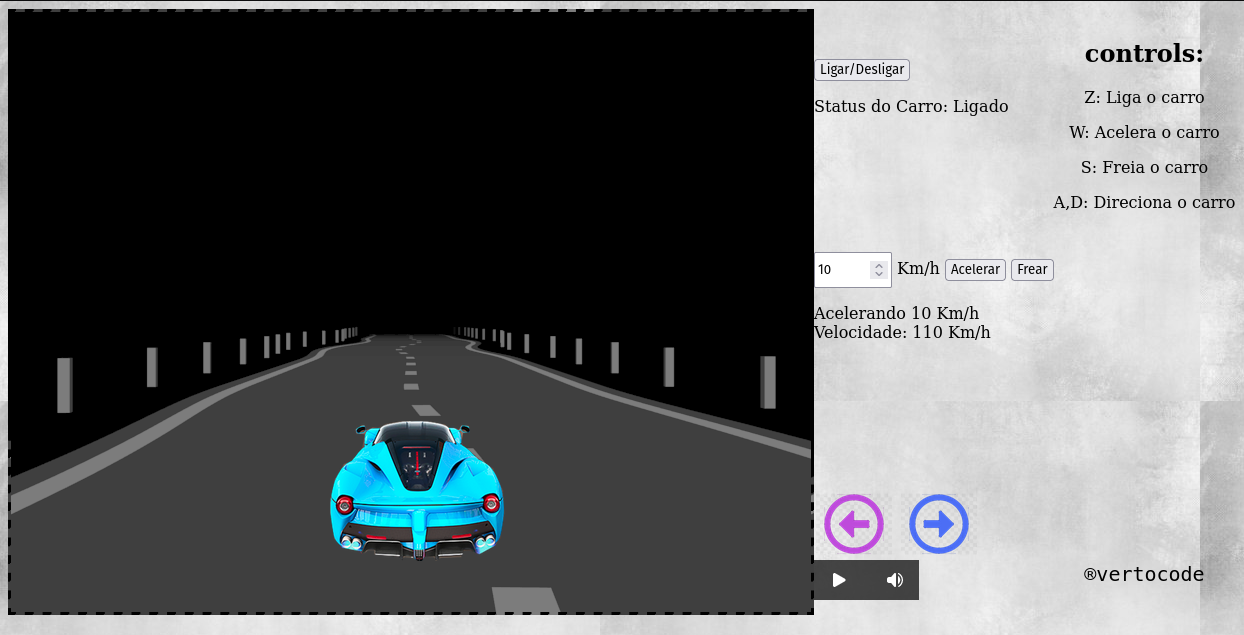 controls:
Ligar/Desligar
Z: Liga o carro
Status do Carro: Ligado
W: Acelera o carro
S: Freia o carro
A,D: Direciona o carro
10 Km/h Acelerar Frear
Acelerando 10 Km/h
Velocidade: 110 Km/h
®vertocode